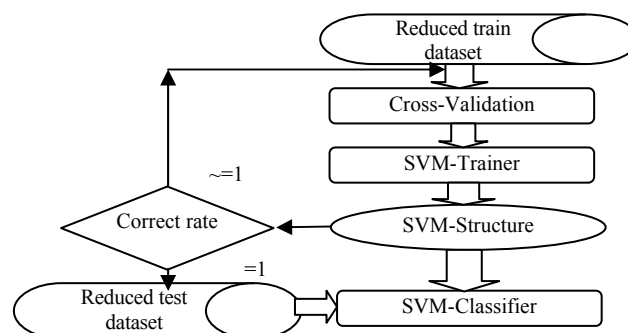 Reduced train
dataset
Cross-Validation
SVM-Trainer
~=1
Correct rate
SVM-Structure
=1
Reduced test
dataset
SVM-Classifier